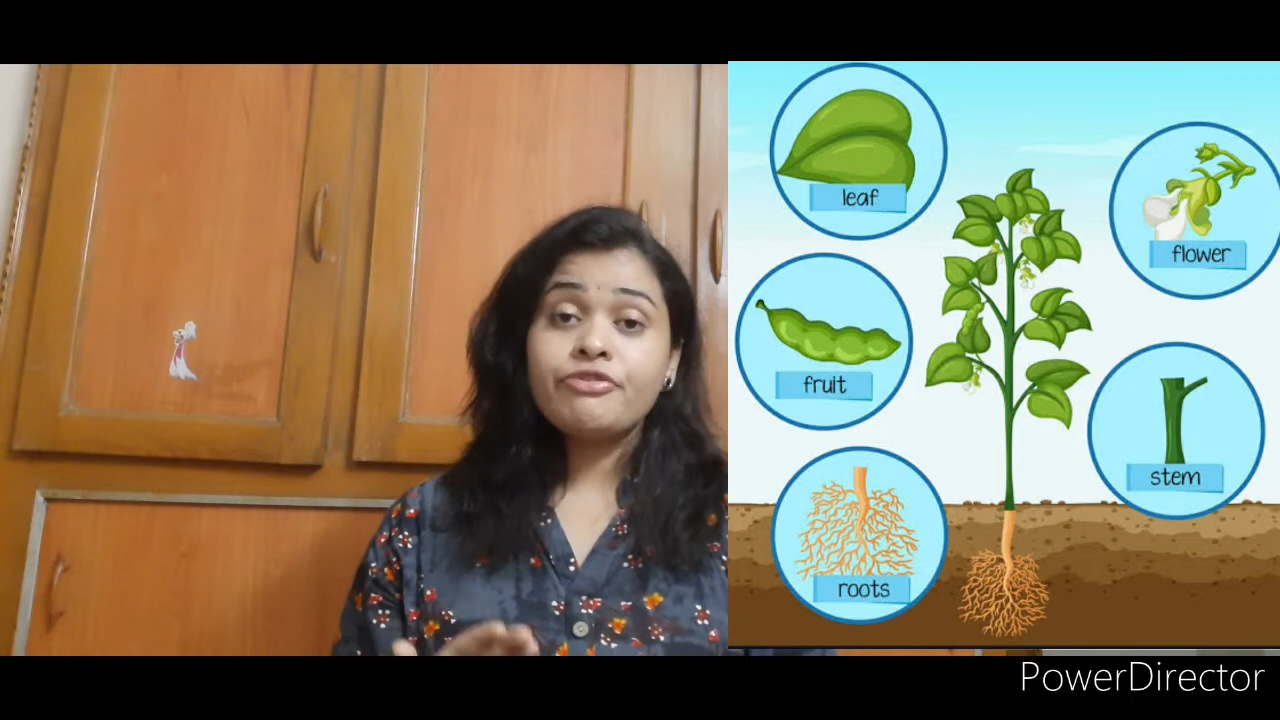 leaf
flower
fruit
stem
roots
PowerDirector